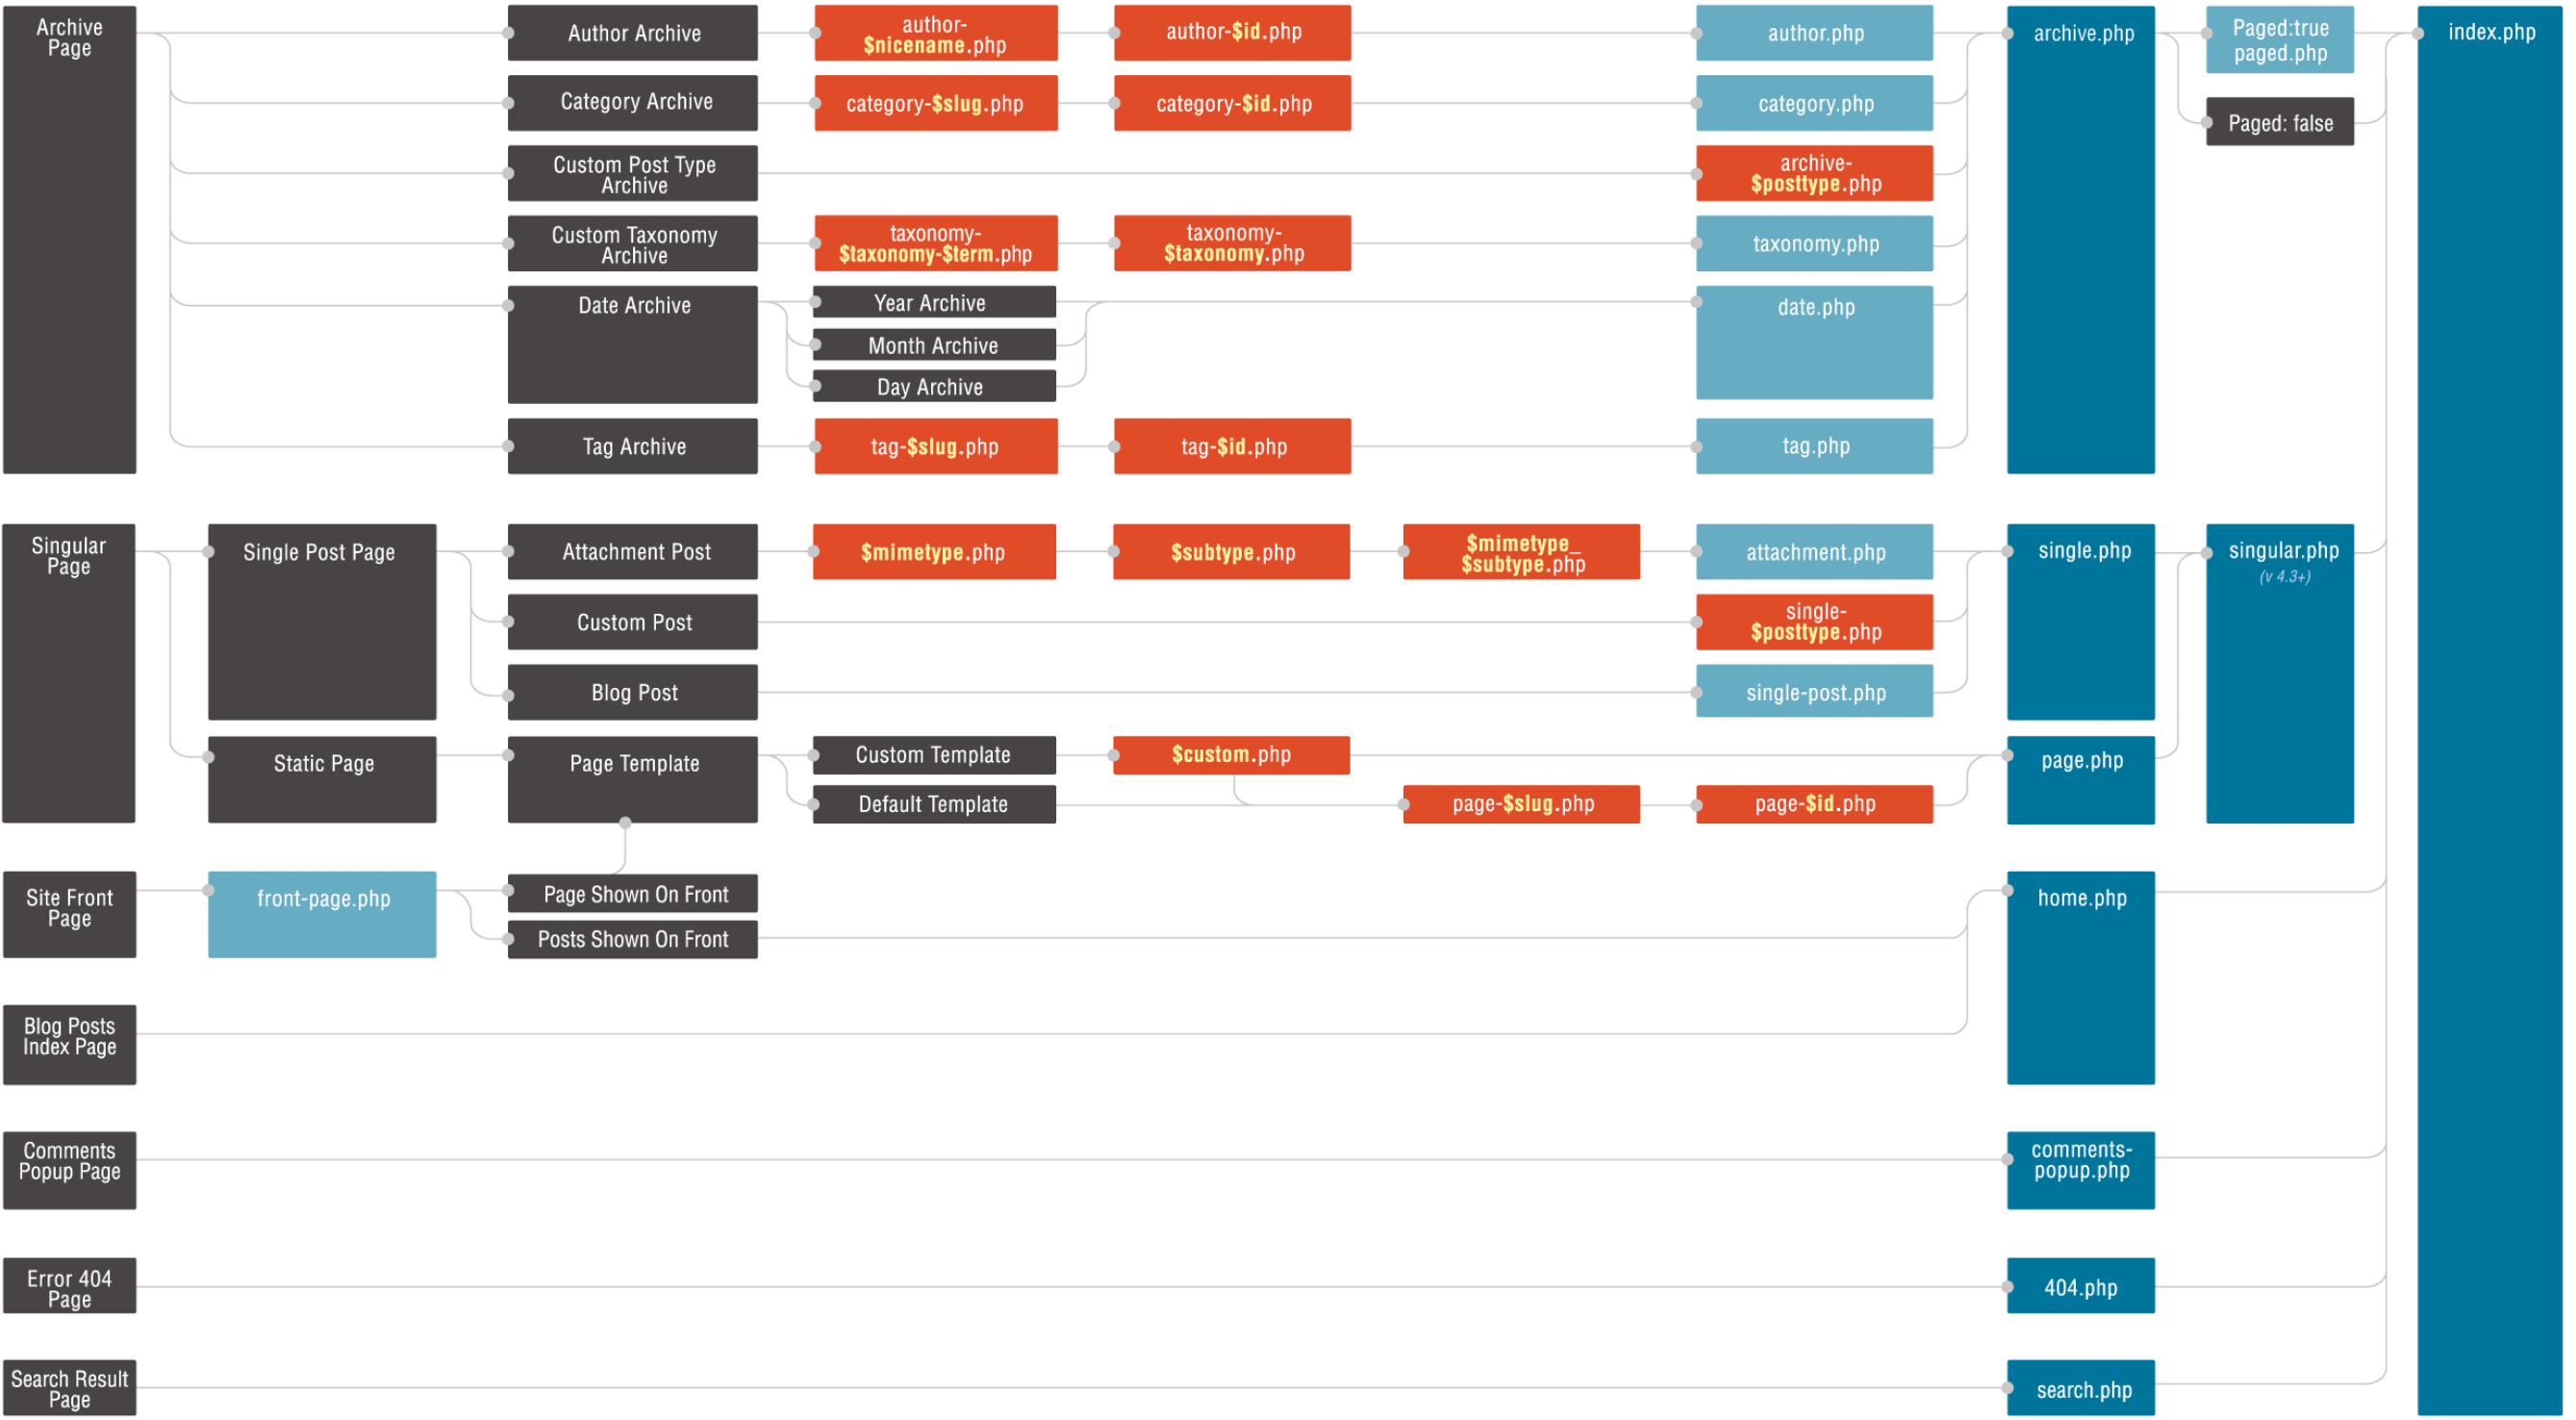 Archive
Page
Author Archive
author-
$nicename.php
author-$id.php
author.php
archive.php
Paged:true
paged.php
index.php
Category Archive
category-$slug.php
category-$id.php
category.php
Paged: false
Custom Post Type
Archive
archive-
$posttype.php
Custom Taxonomy
Archive
taxonomy-
$taxonomy-$term.php
taxonomy-
$taxonomy.php
taxonomy.php
Date Archive
Year Archive
date.php
Month Archive
Day Archive
Tag Archive
tag-$slug.php
tag-$id.php
tag.php
Singular
Page
Single Post Page
Attachment Post
$mimetype.php
$subtype.php
$mimetype_
$subtype.php
attachment.php
single.php
singular.php
(v 4.3+)
Custom Post
single-
$posttype.php
Blog Post
single-post.php
Static Page
Page Template
Custom Template
$custom.php
page.php
Default Template
page-$slug.php
page-$id.php
Site Front
Page
front-page.php
Page Shown On Front
home.php
Posts Shown On Front
Blog Posts
Index Page
Comments
Popup Page
comments-
popup.php
Error 404
Page
404.php
Search Result
Page
search.php